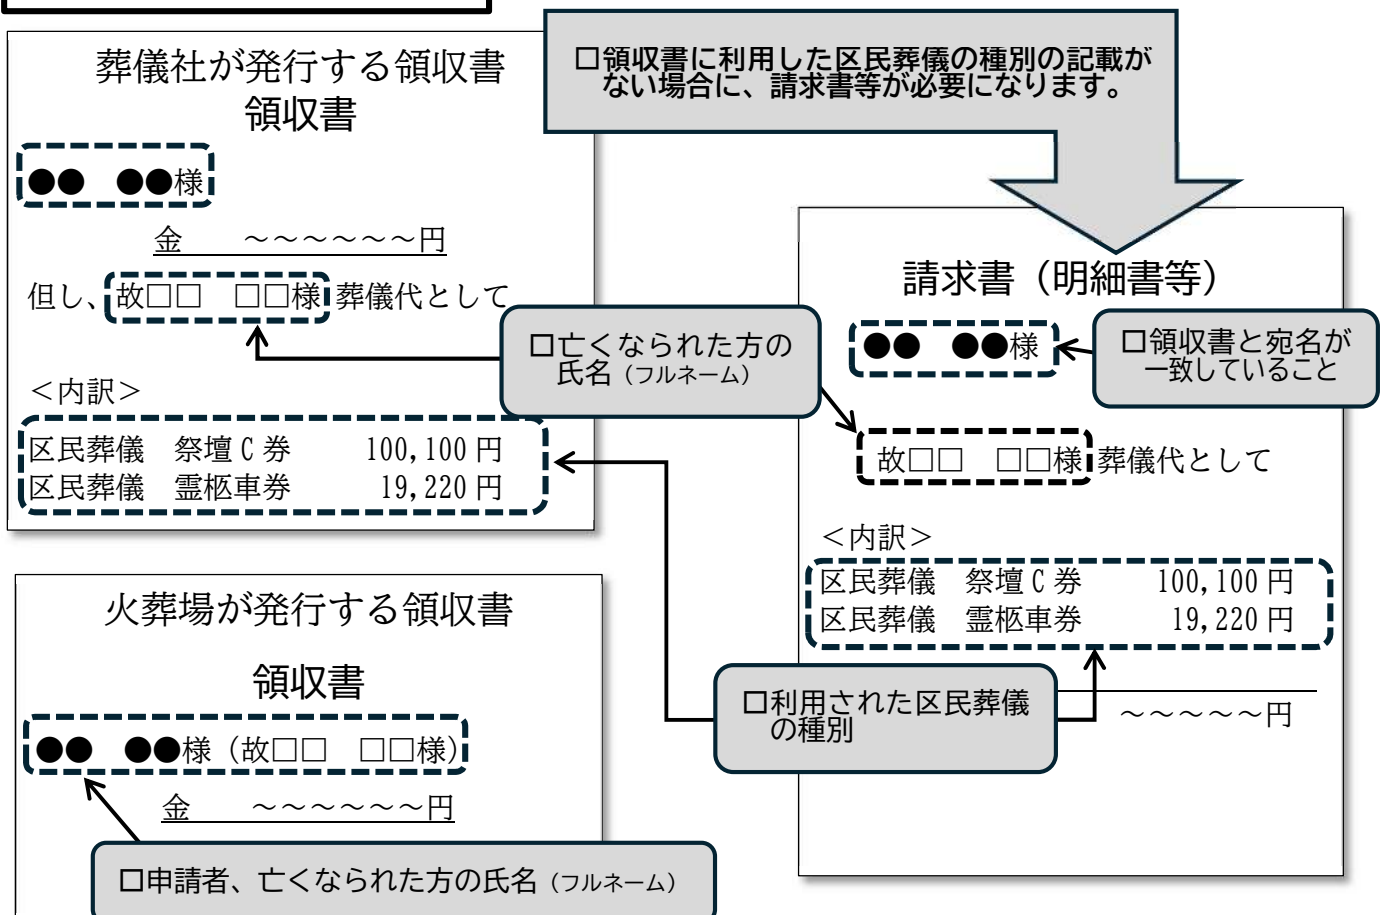 葬儀社が発行する領収書
領収書
●●　●●様
金　～～～～～～円
但し、故□□　□□様 葬儀代として
＜内訳＞
区民葬儀　祭壇C券　100,100円
区民葬儀　霊柩車券　19,220円
□領収書に利用した区民葬儀の種別の記載が
ない場合に、請求書等が必要になります。
□亡くなられた方の
氏名（フルネーム）
請求書（明細書等）
●●　●●様
□領収書と宛名が
一致していること
故□□　□□様 葬儀代として
＜内訳＞
区民葬儀　祭壇C券　100,100円
区民葬儀　霊柩車券　19,220円
～～～～～円
□利用された区民葬儀
の種別
火葬場が発行する領収書
領収書
●●　●●様（故□□　□□様）
金　～～～～～～円
□申請者、亡くなられた方の氏名（フルネーム）